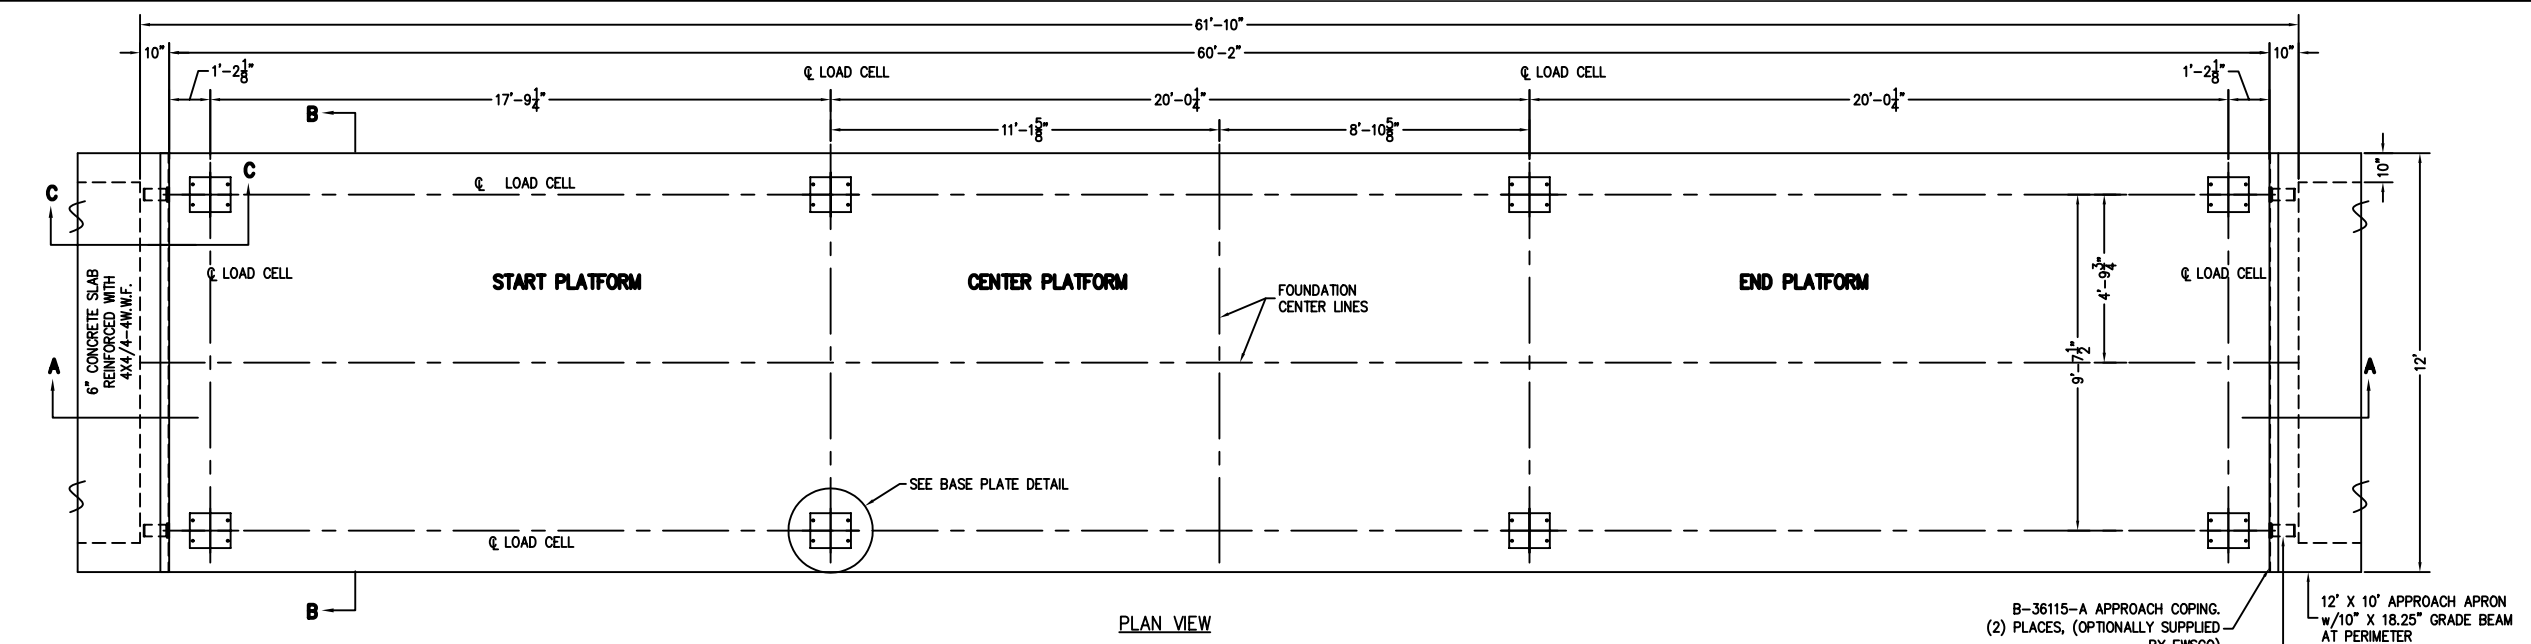 61'-10"
10"
60'-2"
10"
1'-2 1/8"
℄ LOAD CELL
℄ LOAD CELL
1'-2 1/8"
17'-9 1/4"
20'-0 1/4"
20'-0 1/4"
B
11'-1 5/8"
8'-10 5/8"
C
C
℄ LOAD CELL
10"
℄ LOAD CELL
START PLATFORM
CENTER PLATFORM
END PLATFORM
℄ LOAD CELL
4'-9 3/4"
FOUNDATION
CENTER LINES
6" CONCRETE SLAB
REINFORCED WITH
4X4/4-4W.W.F.
A
9'-7 1/2"
12'
A
SEE BASE PLATE DETAIL
℄ LOAD CELL
B
PLAN VIEW
B-36115-A APPROACH COPING.
(2) PLACES, (OPTIONALLY SUPPLIED
12' X 10' APPROACH APRON
w/10" X 18.25" GRADE BEAM
AT PERIMETER